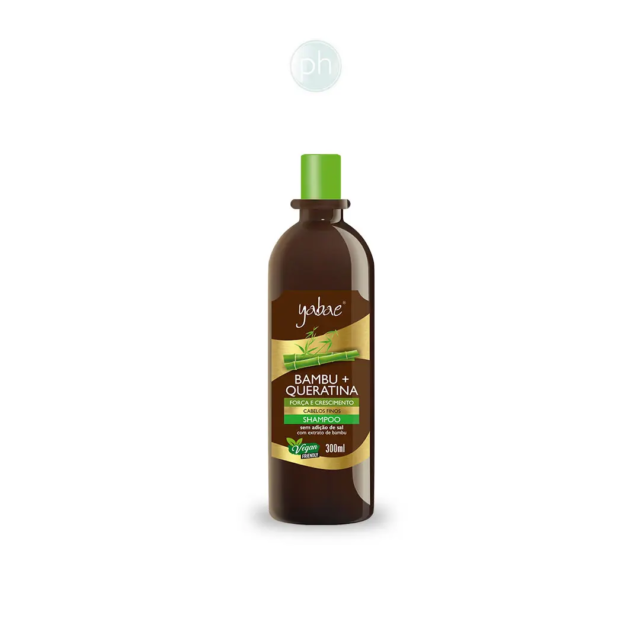 ph
yabae®
BAMBU +
QUERATINA
FORÇA E CRESCIMENTO
CABELOS FINOS
SHAMPOO
sem adição de sal
com extrato de bambu
Vegan
FRIENDLY
300ml